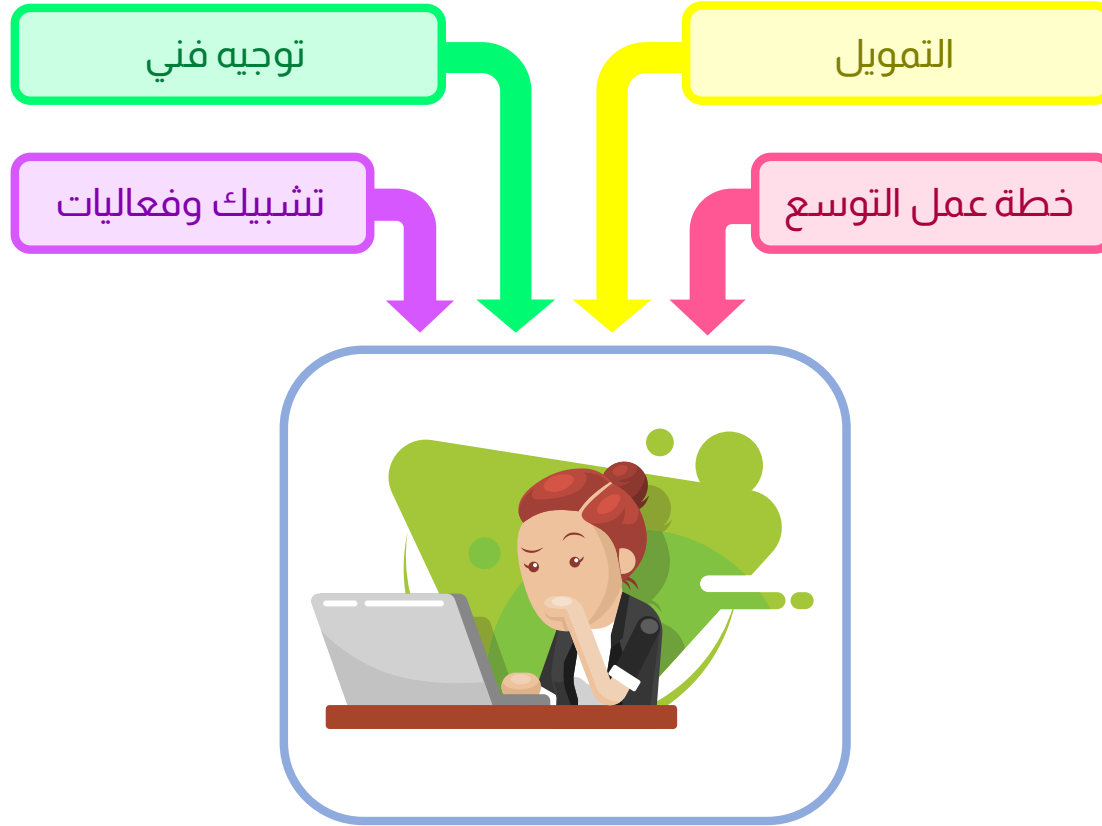 التمويل
توجيه فني
خطة عمل التوسع
تشبيك وفعاليات